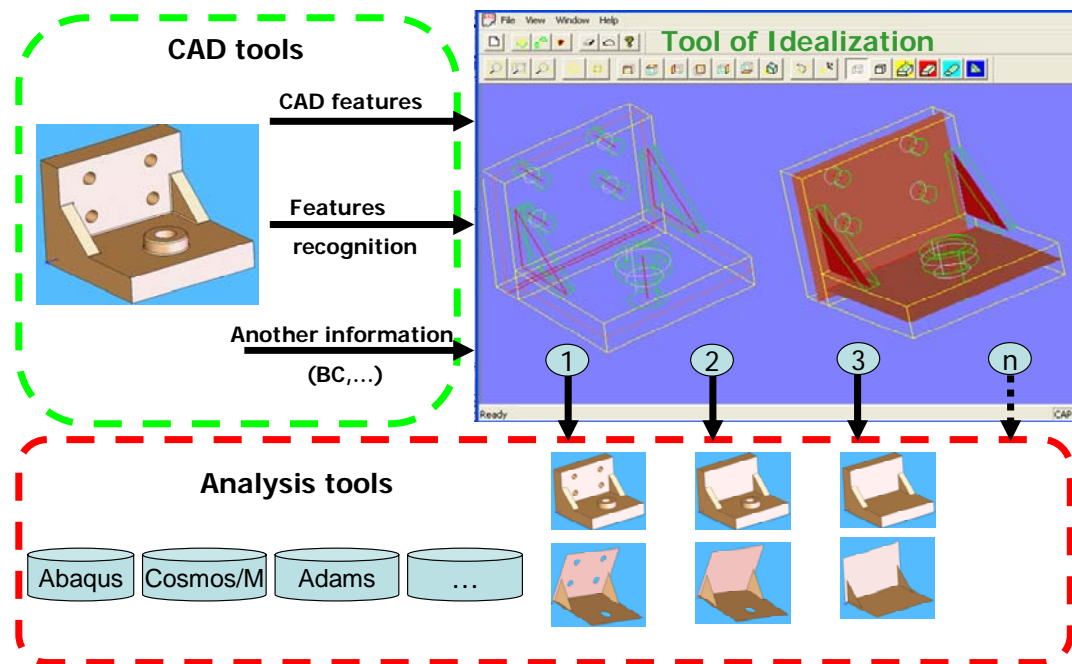 File View Window Help
CAD tools
Tool of Idealization
CAD features
Features
recognition
Another information
(BC,...)
1
2
3
n
Ready
CAP
Analysis tools
Abaqus
Cosmos/M
Adams
...